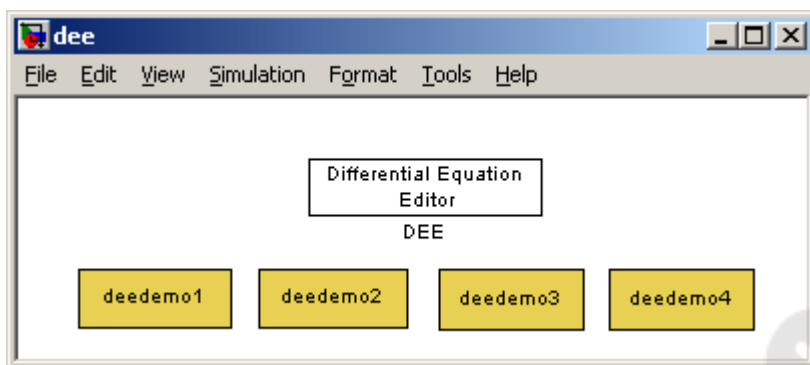 dee
File Edit View Simulation Format Tools Help
Differential Equation
Editor
DEE
deedemo1 deedemo2 deedemo3 deedemo4